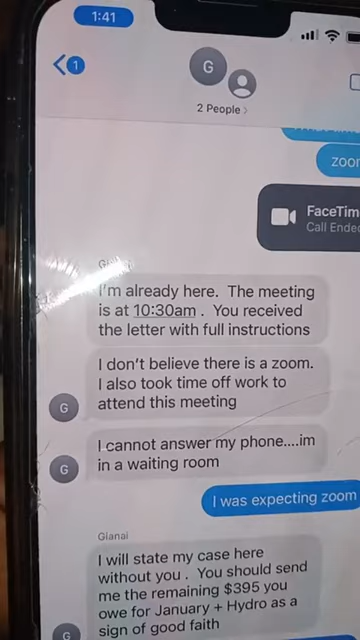 1:41
1
G
2 People >
zoom
FaceTime
Call Ended
I'm already here. The meeting
is at 10:30am . You received
the letter with full instructions
I don't believe there is a zoom.
I also took time off work to
attend this meeting
G
I cannot answer my phone....im
in a waiting room
G
I was expecting zoom
Gianai
I will state my case here
without you . You should send
me the remaining $395 you
owe for January + Hydro as a
sign of good faith
G